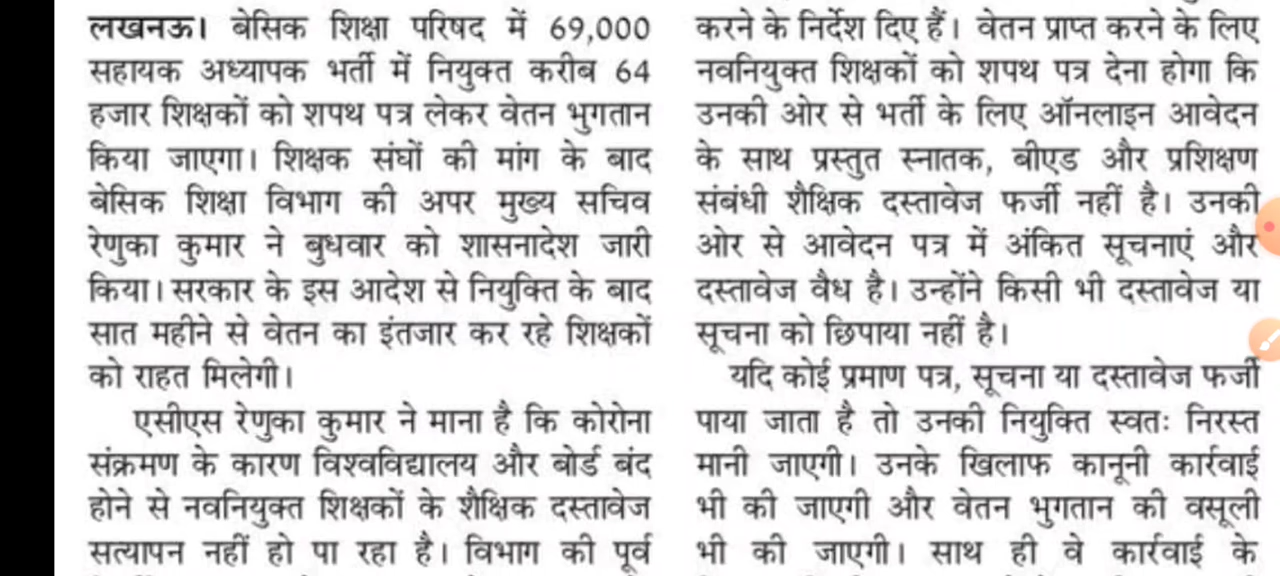 लखनऊ। बेसिक शिक्षा परिषद में 69,000
सहायक अध्यापक भर्ती में नियुक्त करीब 64
हजार शिक्षकों को शपथ पत्र लेकर वेतन भुगतान
किया जाएगा। शिक्षक संघों की मांग के बाद
बेसिक शिक्षा विभाग की अपर मुख्य सचिव
रेणुका कुमार ने बुधवार को शासनादेश जारी
किया। सरकार के इस आदेश से नियुक्ति के बाद
सात महीने से वेतन का इंतजार कर रहे शिक्षकों
को राहत मिलेगी।
एसीएस रेणुका कुमार ने माना है कि कोरोना
संक्रमण के कारण विश्वविद्यालय और बोर्ड बंद
होने से नवनियुक्त शिक्षकों के शैक्षिक दस्तावेज
सत्यापन नहीं हो पा रहा है। विभाग की पूर्व
करने के निर्देश दिए हैं। वेतन प्राप्त करने के लिए
नवनियुक्त शिक्षकों को शपथ पत्र देना होगा कि
उनकी ओर से भर्ती के लिए ऑनलाइन आवेदन
के साथ प्रस्तुत स्नातक, बीएड और प्रशिक्षण
संबंधी शैक्षिक दस्तावेज फर्जी नहीं है। उनकी
ओर से आवेदन पत्र में अंकित सूचनाएं और
दस्तावेज वैध है। उन्होंने किसी भी दस्तावेज या
सूचना को छिपाया नहीं है।
यदि कोई प्रमाण पत्र, सूचना या दस्तावेज फर्जी
पाया जाता है तो उनकी नियुक्ति स्वतः निरस्त
मानी जाएगी। उनके खिलाफ कानूनी कार्रवाई
भी की जाएगी और वेतन भुगतान की वसूली
भी की जाएगी। साथ ही वे कार्रवाई के